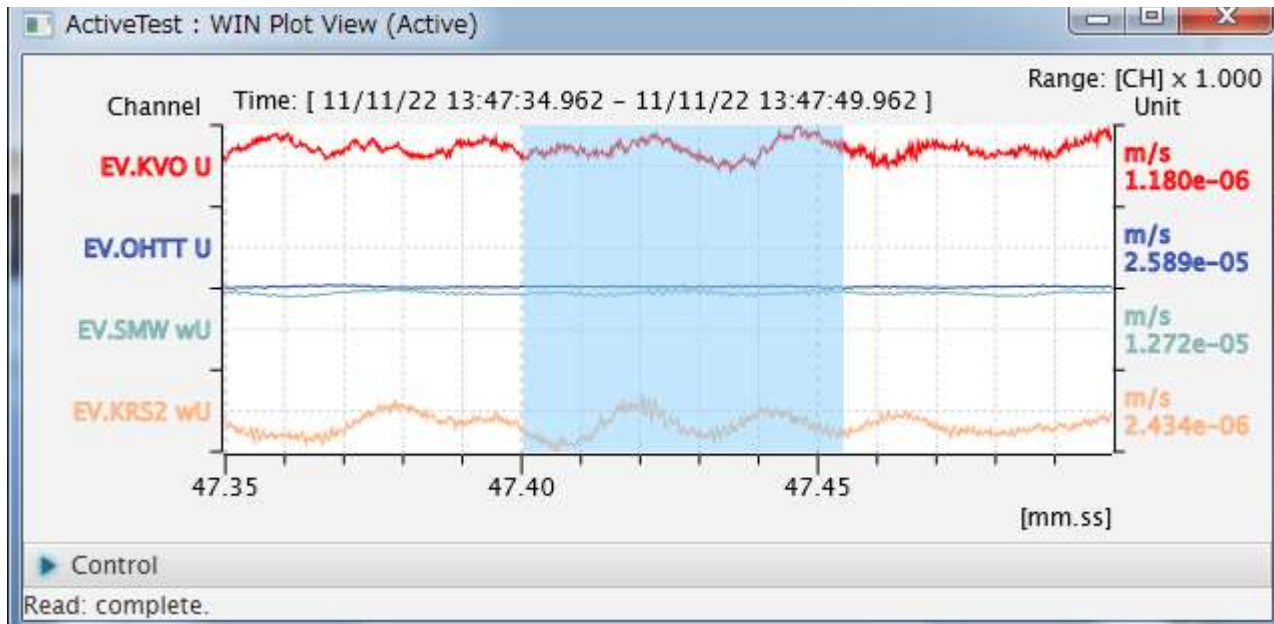 ActiveTest : WIN Plot View (Active)
Range: [CH] x 1.000
Channel Time: [ 11/11/22 13:47:34.962 - 11/11/22 13:47:49.962 ] Unit
EV.KVO U m/s
1.180e-06
EV.OHTT U m/s
2.589e-05
EV.SMW wU m/s
1.272e-05
EV.KRS2 wU m/s
2.434e-06
47.35 47.40 47.45
[mm.ss]
Control
Read: complete.